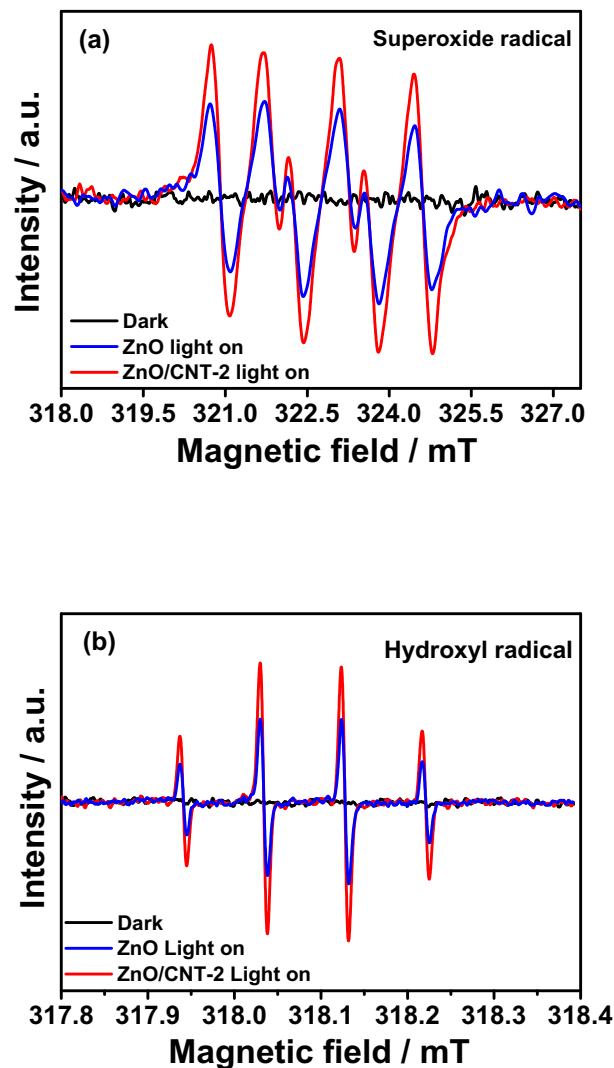 (a)
Superoxide radical
Intensity / a.u.
Dark
ZnO light on
ZnO/CNT-2 light on
318.0 319.5 321.0 322.5 324.0 325.5 327.0
Magnetic field / mT
(b)
Hydroxyl radical
Intensity / a.u.
Dark
ZnO Light on
ZnO/CNT-2 Light on
317.8 317.9 318.0 318.1 318.2 318.3 318.4
Magnetic field / mT